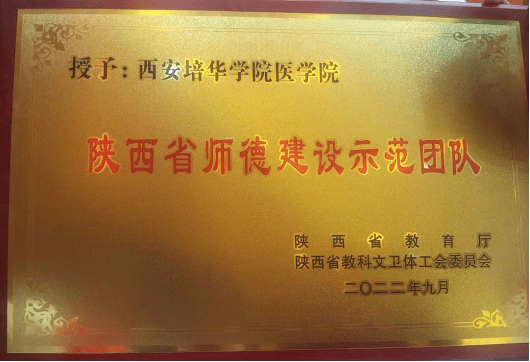 授予：西安培华学院医学院
陕西省师德建设示范团队
陕西省教育厅
陕西省教科文卫体工会委员会
二〇二二年九月